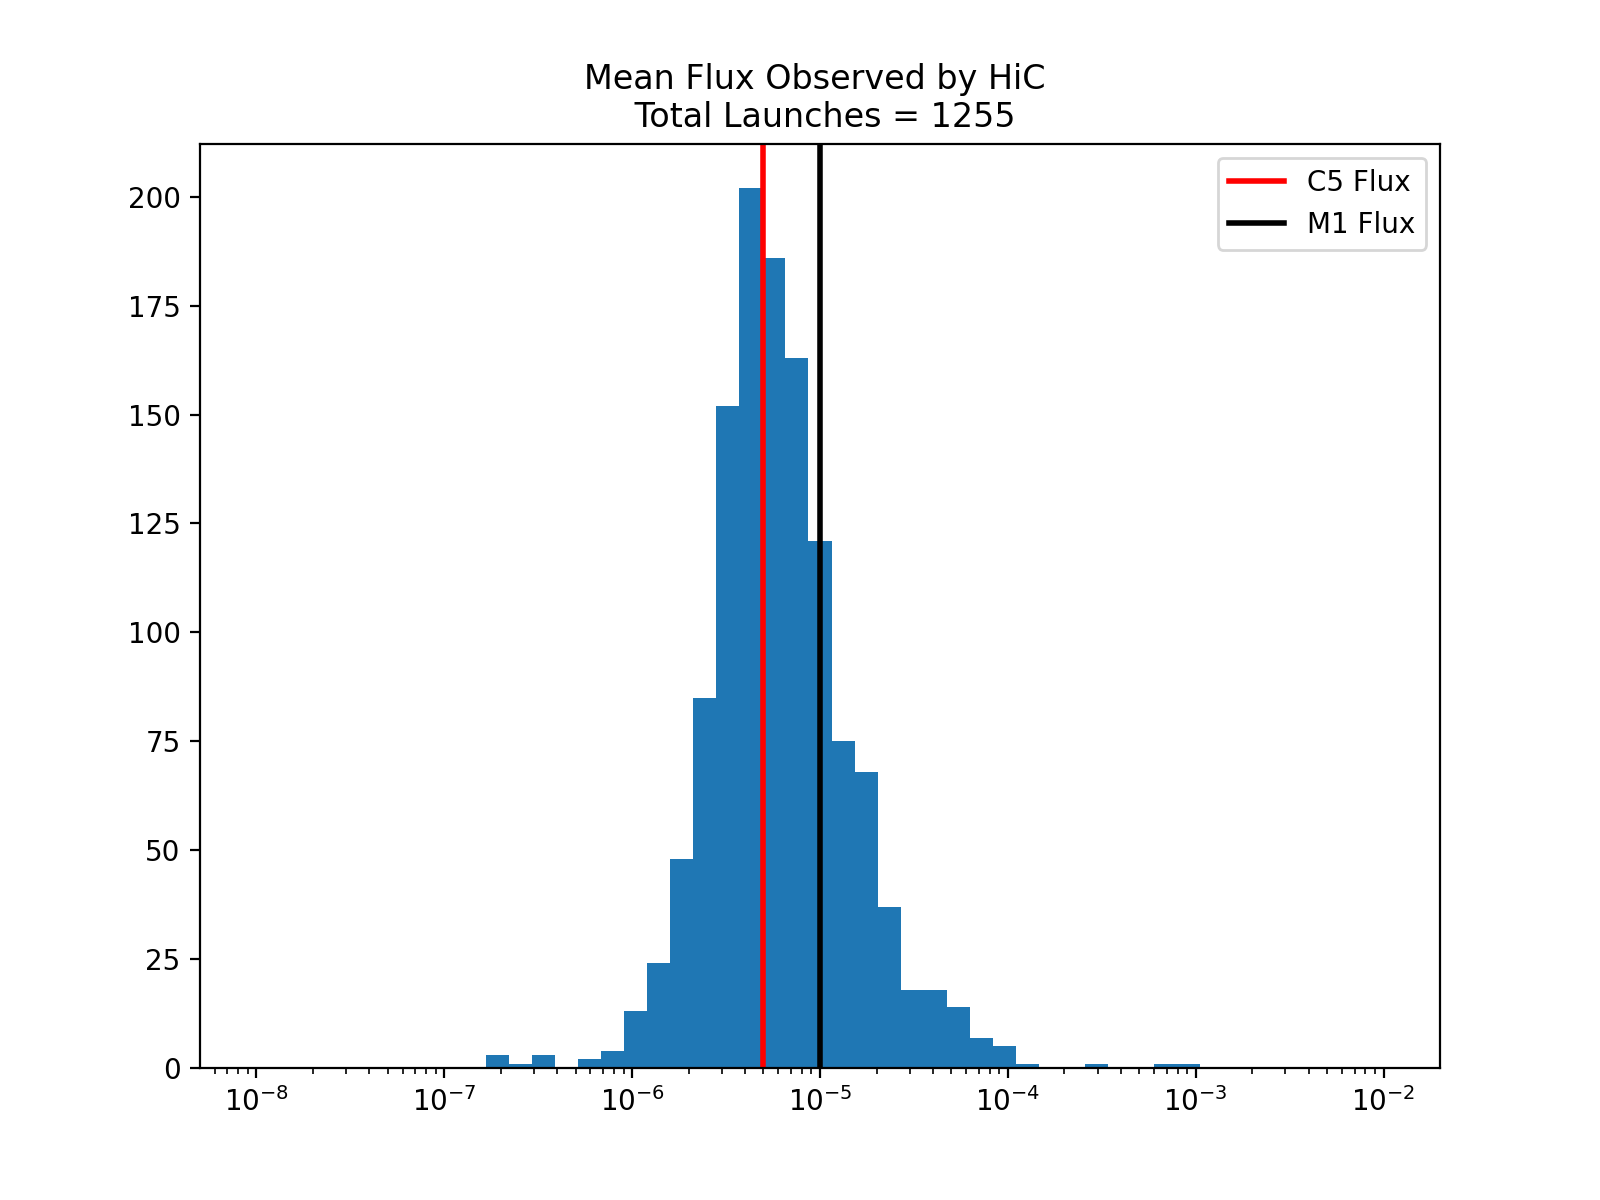 Mean Flux Observed by HiC
Total Launches = 1255
C5 Flux
M1 Flux
200
175
150
125
100
75
50
25
0
10⁻⁸ 10⁻⁷ 10⁻⁶ 10⁻⁵ 10⁻⁴ 10⁻³ 10⁻²